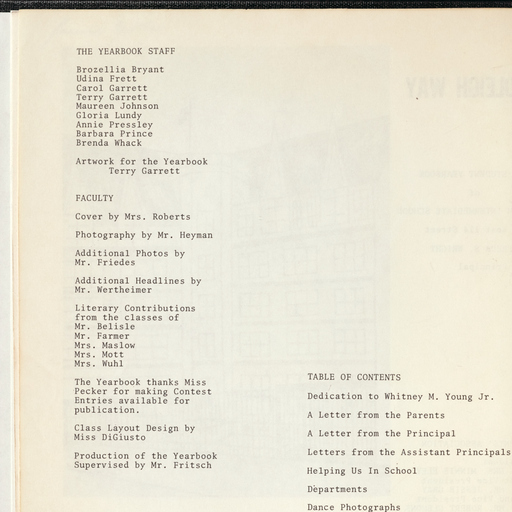 THE YEARBOOK STAFF
Brozellia Bryant
Udina Frett
Carol Garrett
Terry Garrett
Maureen Johnson
Gloria Lundy
Annie Pressley
Barbara Prince
Brenda Whack
Artwork for the Yearbook
Terry Garrett
FACULTY
Cover by Mrs. Roberts
Photography by Mr. Heyman
Additional Photos by
Mr. Friedes
Additional Headlines by
Mr. Wertheimer
Literary Contributions
from the classes of
Mr. Belisle
Mr. Farmer
Mrs. Maslow
Mrs. Mott
Mrs. Wuhl
The Yearbook thanks Miss
Pecker for making Contest
Entries available for
publication.
Class Layout Design by
Miss DiGiusto
Production of the Yearbook
Supervised by Mr. Fritsch
TABLE OF CONTENTS
Dedication to Whitney M. Young Jr.
A Letter from the Parents
A Letter from the Principal
Letters from the Assistant Principals
Helping Us In School
Departments
Dance Photographs